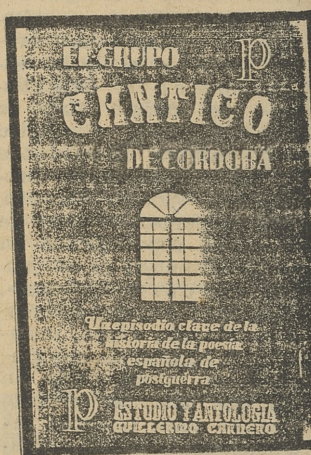 EL GRUPO P
CANTICO
DE CORDOBA
Un episodio clave de la
historia de la poesía
española de
posguerra
P ESTUDIO Y ANTOLOGIA
GUILLERMO CARNERO